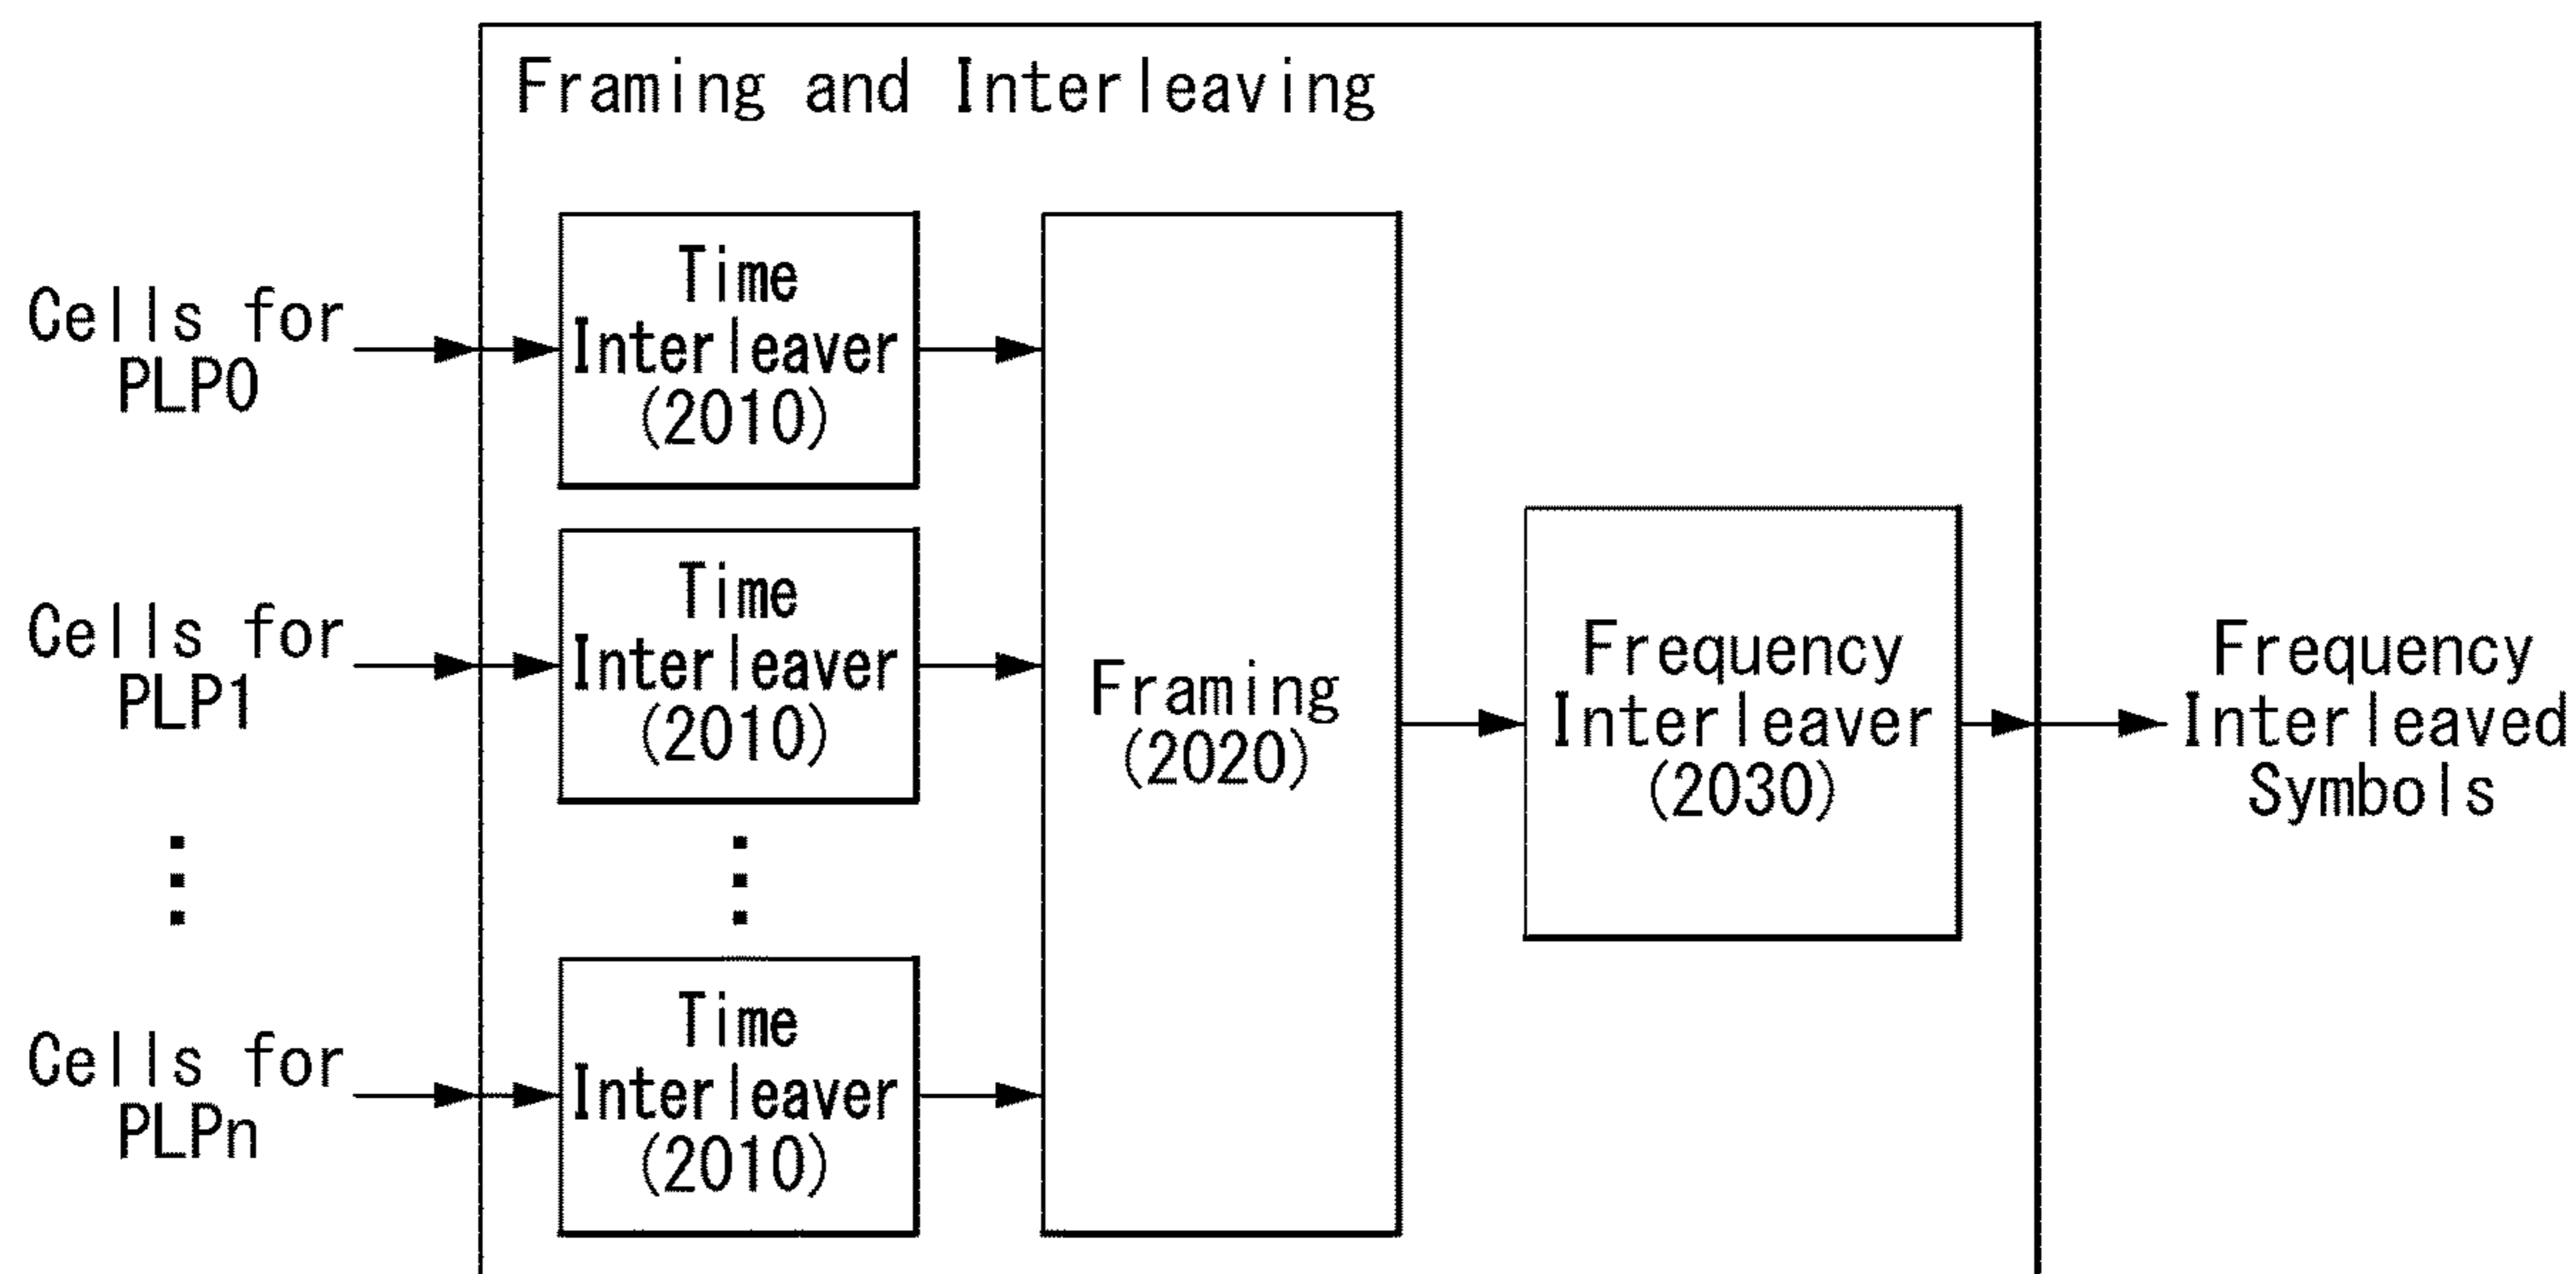 Framing and Interleaving
Cells for
PLP0
Time
Interleaver
(2010)
Cells for
PLP1
Time
Interleaver
(2010)
Cells for
PLPn
Time
Interleaver
(2010)
Framing
(2020)
Frequency
Interleaver
(2030)
Frequency
Interleaved
Symbols